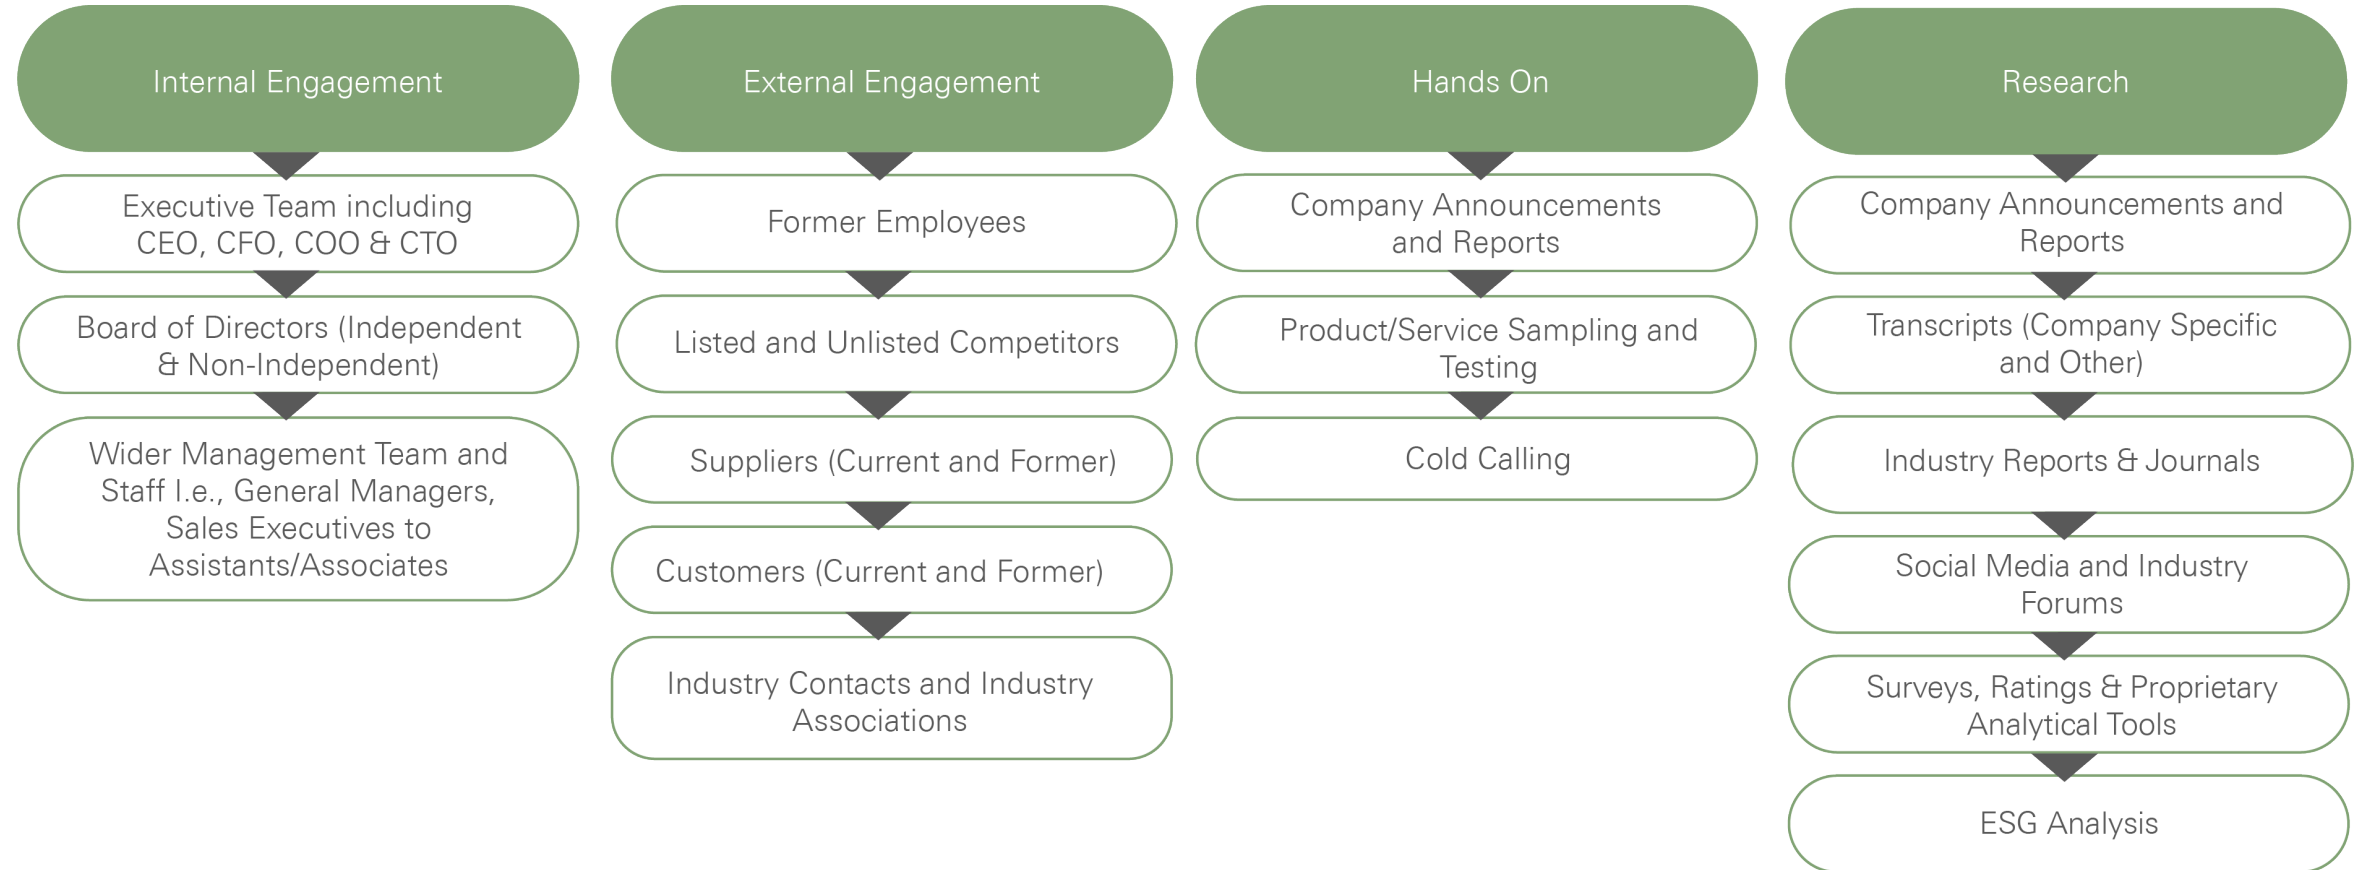 Internal Engagement
Executive Team including
CEO, CFO, COO & CTO
Board of Directors (Independent
& Non-Independent)
Wider Management Team and
Staff I.e., General Managers,
Sales Executives to
Assistants/Associates
External Engagement
Former Employees
Listed and Unlisted Competitors
Suppliers (Current and Former)
Customers (Current and Former)
Industry Contacts and Industry
Associations
Hands On
Company Announcements
and Reports
Product/Service Sampling and
Testing
Cold Calling
Research
Company Announcements and
Reports
Transcripts (Company Specific
and Other)
Industry Reports & Journals
Social Media and Industry
Forums
Surveys, Ratings & Proprietary
Analytical Tools
ESG Analysis